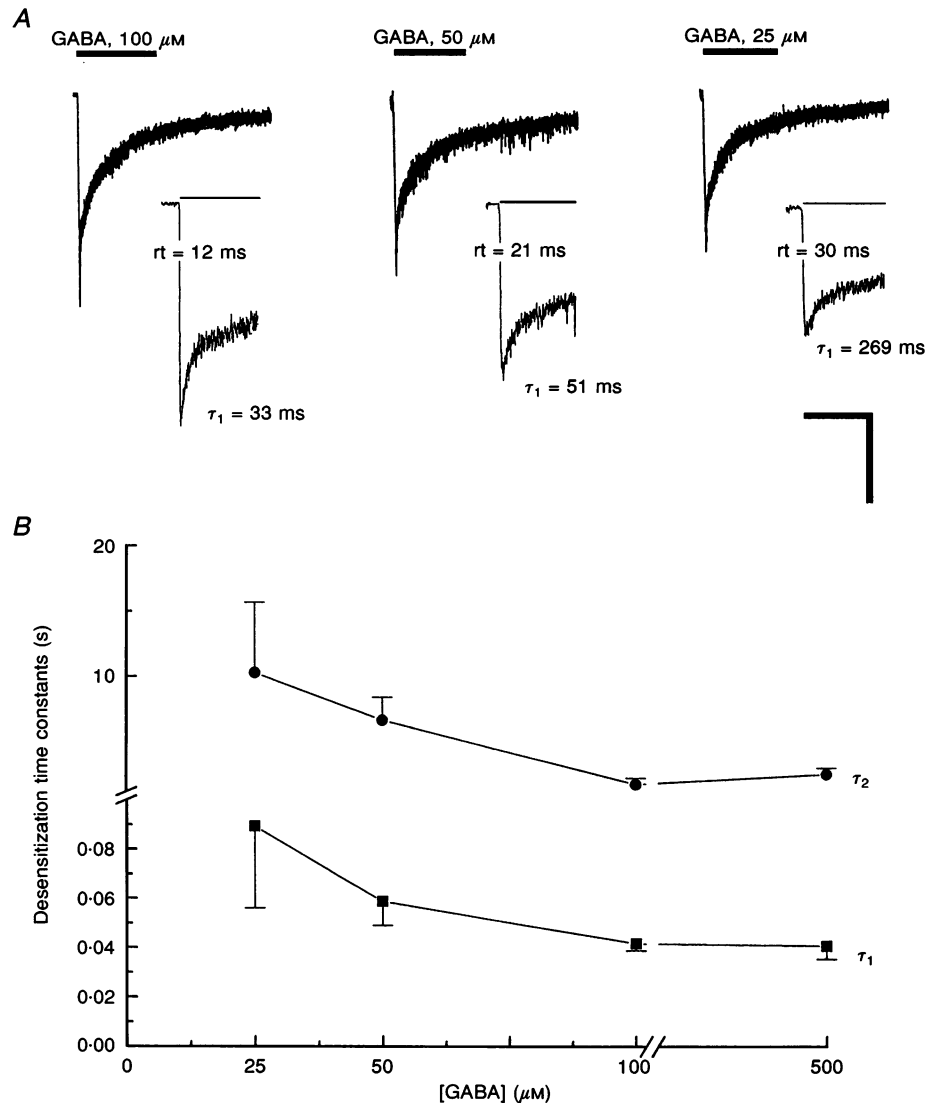 A
GABA, 100 μM
GABA, 50 μM
GABA, 25 μM
rt = 12 ms
rt = 21 ms
rt = 30 ms
τ1 = 33 ms
τ1 = 51 ms
τ1 = 269 ms
B
Desensitization time constants (s)
20
10
0·08
0·06
0·04
0·02
0·00
τ2
τ1
0
25
50
100
500
[GABA] (μM)